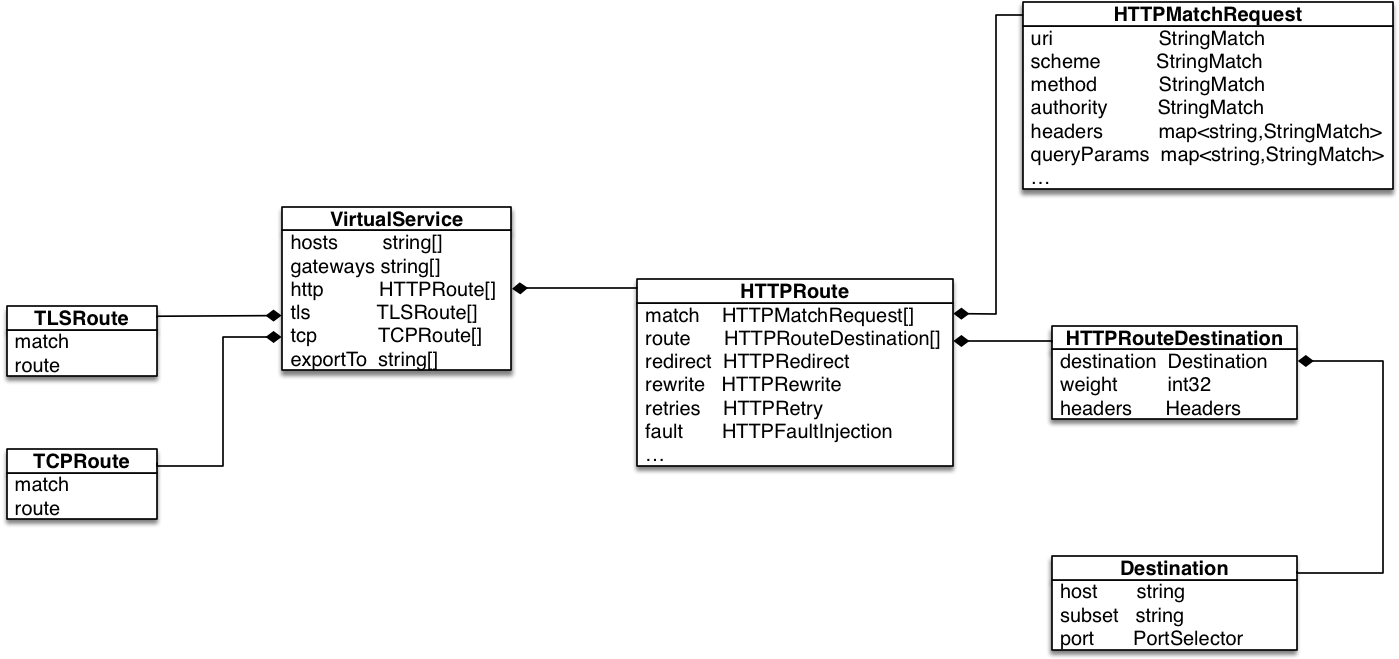 HTTPMatchRequest
uri StringMatch
scheme StringMatch
method StringMatch
authority StringMatch
headers map<string,StringMatch>
queryParams map<string,StringMatch>
...
VirtualService
hosts string[]
gateways string[]
http HTTPRoute[]
tls TLSRoute[]
tcp TCPRoute[]
exportTo string[]
TLSRoute
match
route
TCPRoute
match
route
HTTPRoute
match HTTPMatchRequest[]
route HTTPRouteDestination[]
redirect HTTPRedirect
rewrite HTTPRewrite
retries HTTPRetry
fault HTTPFaultInjection
...
HTTPRouteDestination
destination Destination
weight int32
headers Headers
Destination
host string
subset string
port PortSelector